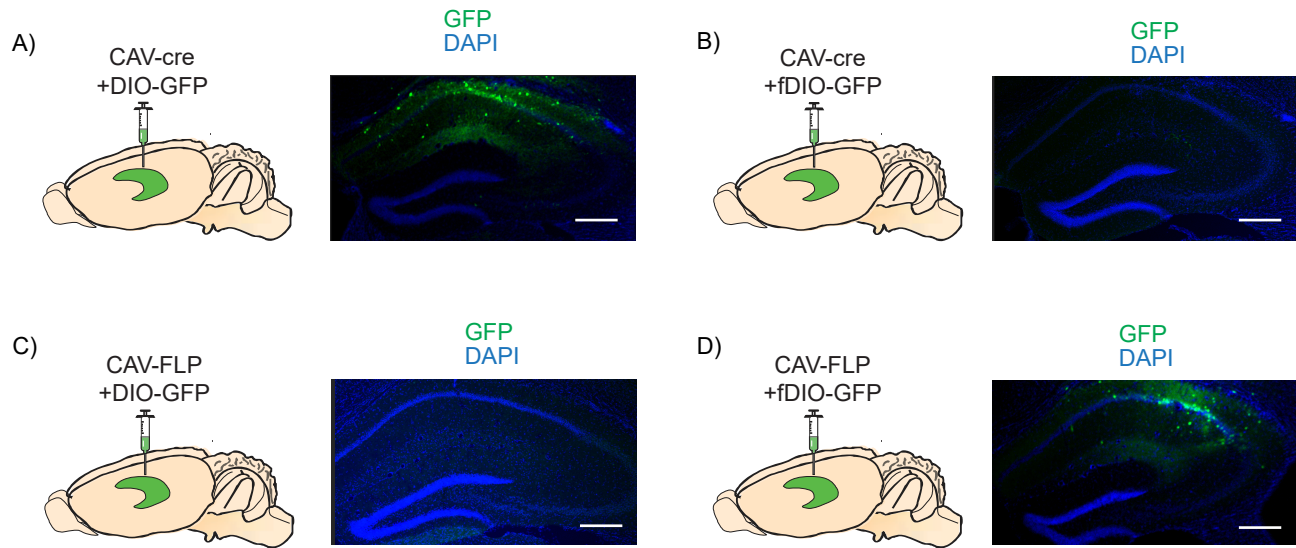 A)
CAV-cre
+DIO-GFP
GFP
DAPI
B)
CAV-cre
+fDIO-GFP
GFP
DAPI
C)
CAV-FLP
+DIO-GFP
GFP
DAPI
D)
CAV-FLP
+fDIO-GFP
GFP
DAPI